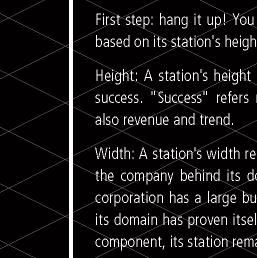 First step: hang it up! You
based on its station's heigh
Height: A station's height
success. "Success" refers
also revenue and trend.
Width: A station's width re
the company behind its do
corporation has a large bu
its domain has proven itsel
component, its station rema